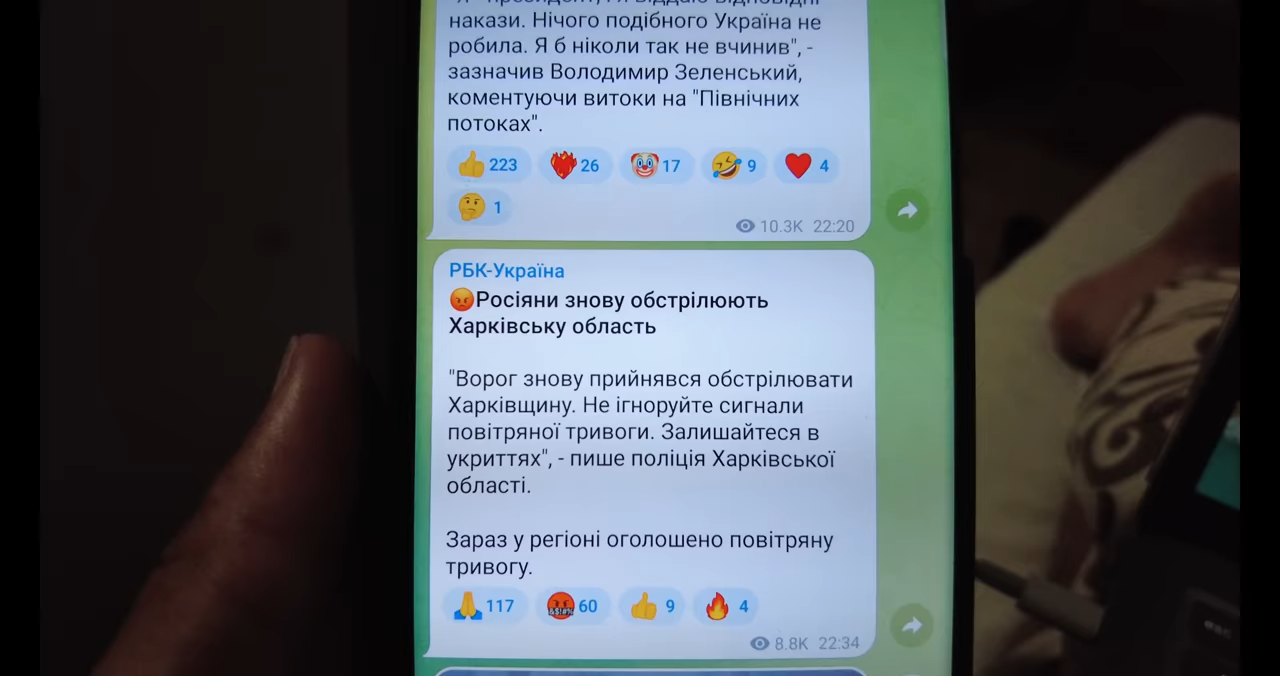 "Я - президент, і я віддаю відповідні
накази. Нічого подібного Україна не
робила. Я б ніколи так не вчинив", -
зазначив Володимир Зеленський,
коментуючи витоки на "Північних
потоках".
223 26 17 9 4
1
10.3K 22:20
РБК-Україна
Росіяни знову обстрілюють
Харківську область
"Ворог знову прийнявся обстрілювати
Харківщину. Не ігноруйте сигнали
повітряної тривоги. Залишайтеся в
укриттях", - пише поліція Харківської
області.
Зараз у регіоні оголошено повітряну
тривогу.
117 60 9 4
8.8K 22:34